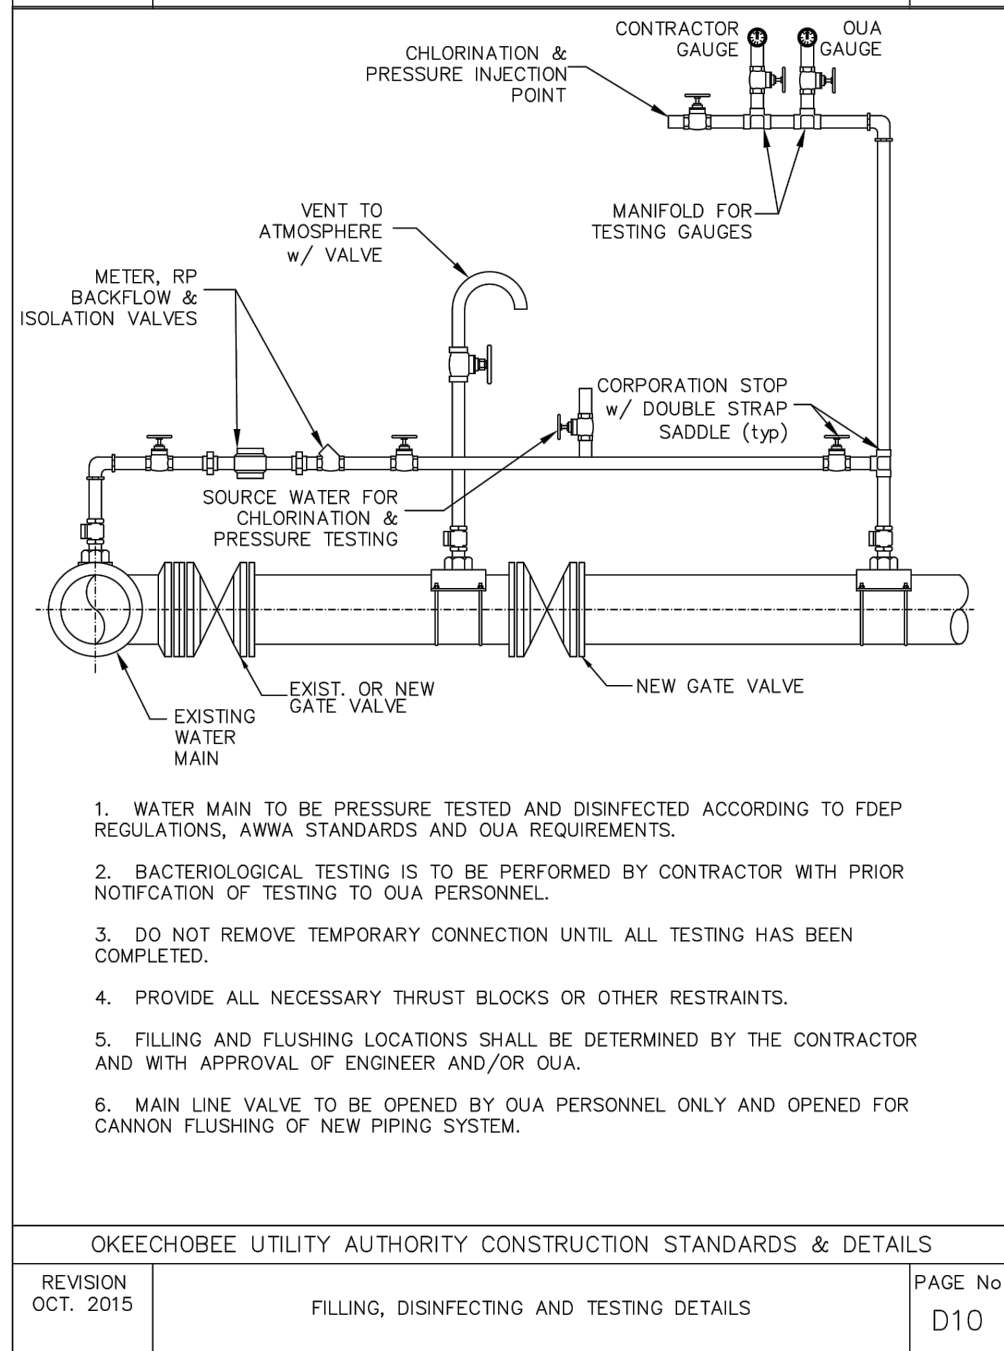 CONTRACTOR
GAUGE
OUA
GAUGE
CHLORINATION &
PRESSURE INJECTION
POINT
VENT TO
ATMOSPHERE
w/ VALVE
MANIFOLD FOR
TESTING GAUGES
METER, RP
BACKFLOW &
ISOLATION VALVES
CORPORATION STOP
w/ DOUBLE STRAP
SADDLE (typ)
SOURCE WATER FOR
CHLORINATION &
PRESSURE TESTING
EXIST. OR NEW
GATE VALVE
NEW GATE VALVE
EXISTING
WATER
MAIN
1. WATER MAIN TO BE PRESSURE TESTED AND DISINFECTED ACCORDING TO FDEP
REGULATIONS, AWWA STANDARDS AND OUA REQUIREMENTS.
2. BACTERIOLOGICAL TESTING IS TO BE PERFORMED BY CONTRACTOR WITH PRIOR
NOTIFCATION OF TESTING TO OUA PERSONNEL.
3. DO NOT REMOVE TEMPORARY CONNECTION UNTIL ALL TESTING HAS BEEN
COMPLETED.
4. PROVIDE ALL NECESSARY THRUST BLOCKS OR OTHER RESTRAINTS.
5. FILLING AND FLUSHING LOCATIONS SHALL BE DETERMINED BY THE CONTRACTOR
AND WITH APPROVAL OF ENGINEER AND/OR OUA.
6. MAIN LINE VALVE TO BE OPENED BY OUA PERSONNEL ONLY AND OPENED FOR
CANNON FLUSHING OF NEW PIPING SYSTEM.
OKEECHOBEE UTILITY AUTHORITY CONSTRUCTION STANDARDS & DETAILS
REVISION
OCT. 2015
FILLING, DISINFECTING AND TESTING DETAILS
PAGE No
D10